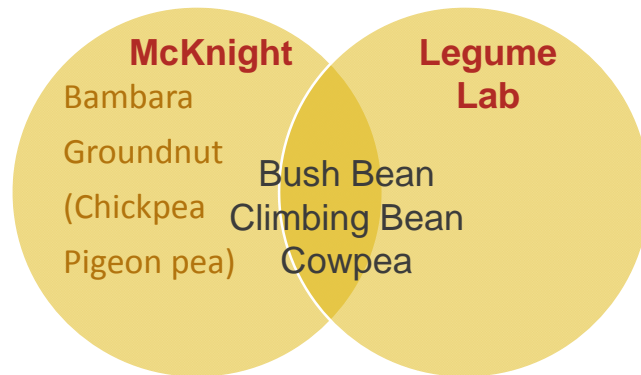 McKnight
Bambara
Groundnut
(Chickpea
Pigeon pea)
Legume
Lab
Bush Bean
Climbing Bean
Cowpea